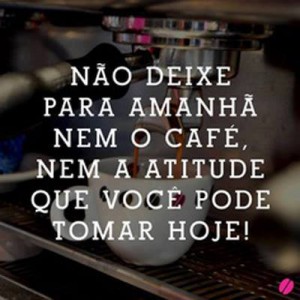 NÃO DEIXE
PARA AMANHÃ
NEM O CAFÉ,
NEM A ATITUDE
QUE VOCÊ PODE
TOMAR HOJE!